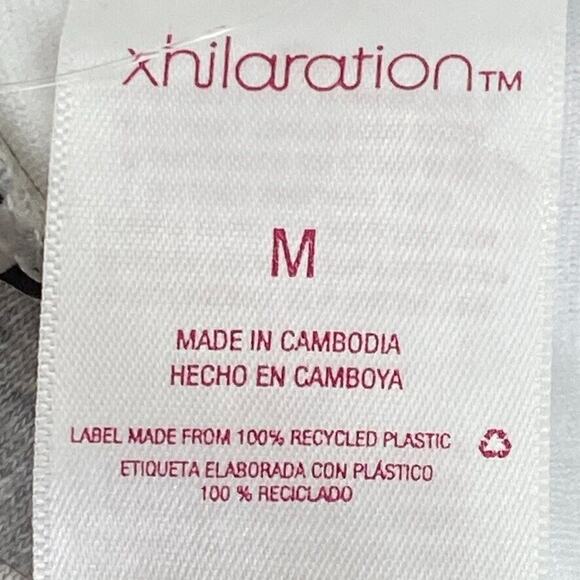 xhilaration™
M
MADE IN CAMBODIA
HECHO EN CAMBOYA
LABEL MADE FROM 100% RECYCLED PLASTIC
ETIQUETA ELABORADA CON PLÁSTICO
100 % RECICLADO